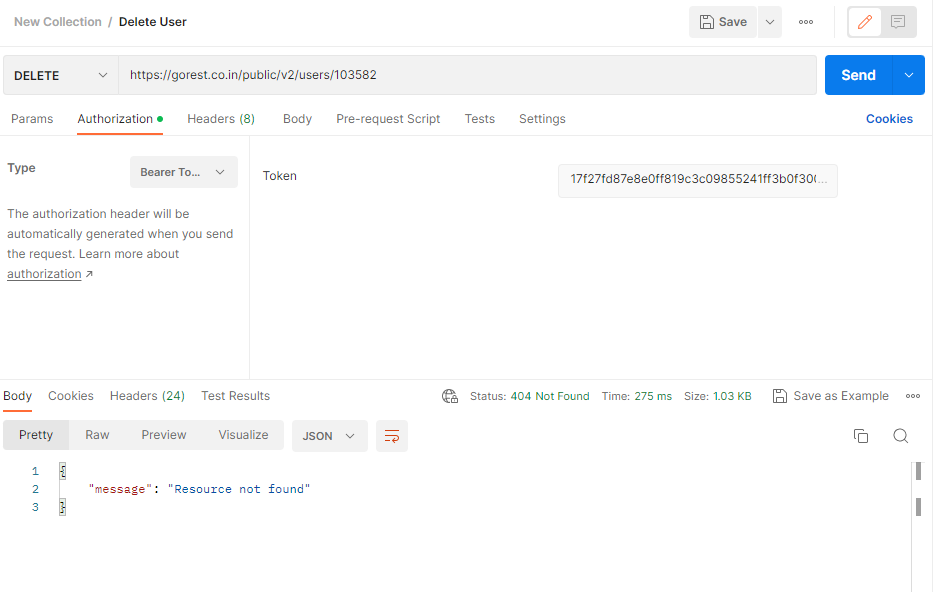 New Collection / Delete User
Save
DELETE
https://gorest.co.in/public/v2/users/103582
Send
Params Authorization Headers (8) Body Pre-request Script Tests Settings Cookies
Type
Bearer To...
The authorization header will be
automatically generated when you send
the request. Learn more about
authorization ↗
Token
17f27fd87e8e0ff819c3c09855241ff3b0f300...
Body Cookies Headers (24) Test Results
Status: 404 Not Found Time: 275 ms Size: 1.03 KB Save as Example
Pretty Raw Preview Visualize JSON
1 {
2 "message": "Resource not found"
3 }